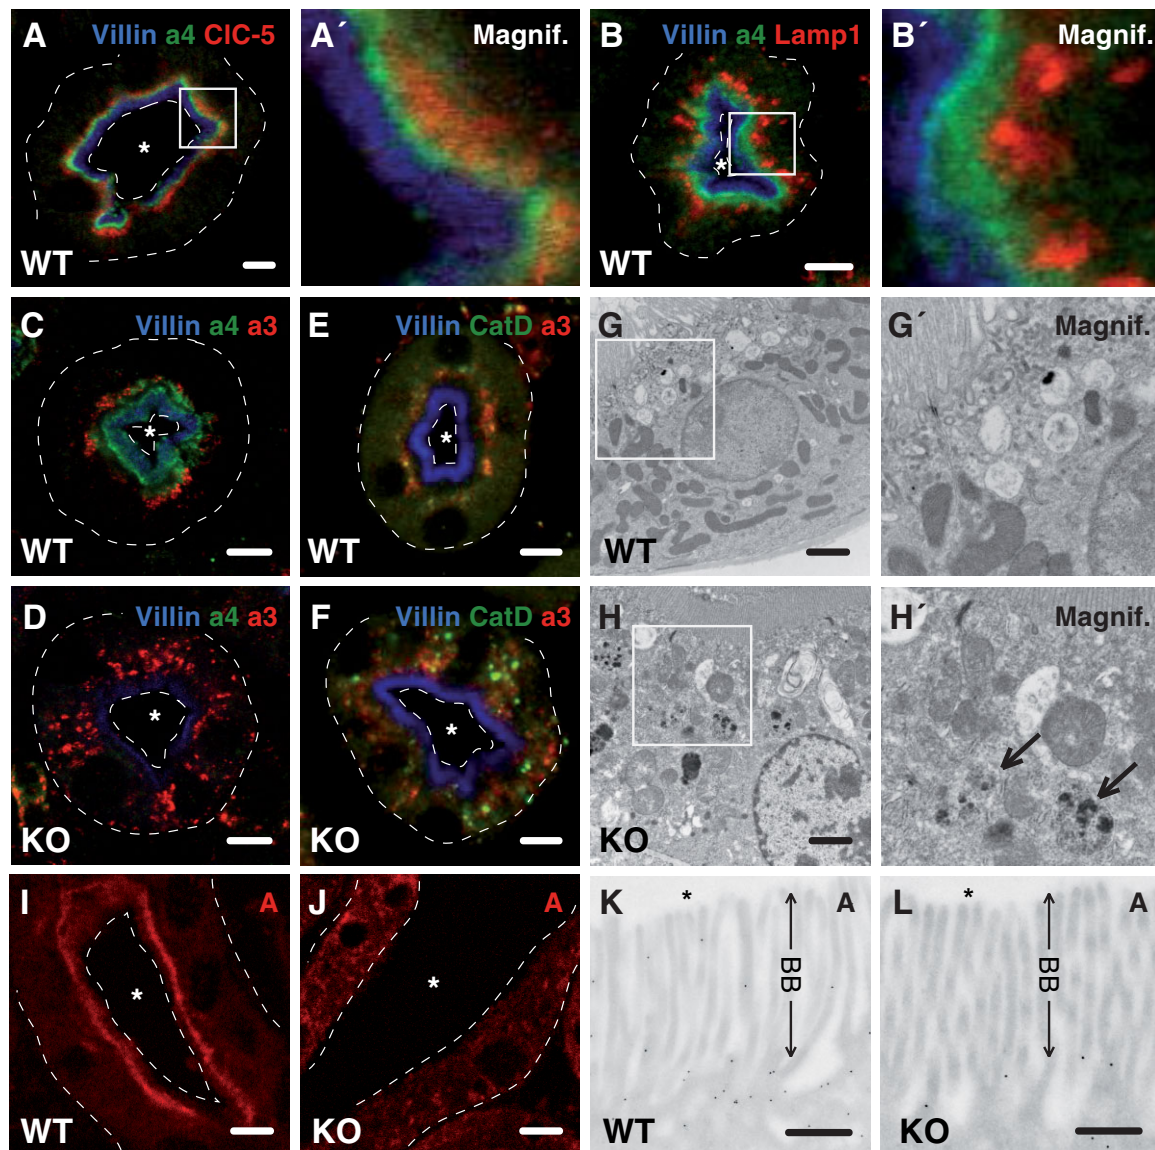 A Villin a4 ClC-5
WT *
A´ Magnif.
B Villin a4 Lamp1
WT *
B´ Magnif.
C Villin a4 a3
WT *
E Villin CatD a3
WT *
G
WT
G´ Magnif.
D Villin a4 a3
KO *
F Villin CatD a3
KO *
H
KO
H´ Magnif.
I A
WT *
J A
KO *
K * A
BB
WT
L * A
BB
KO